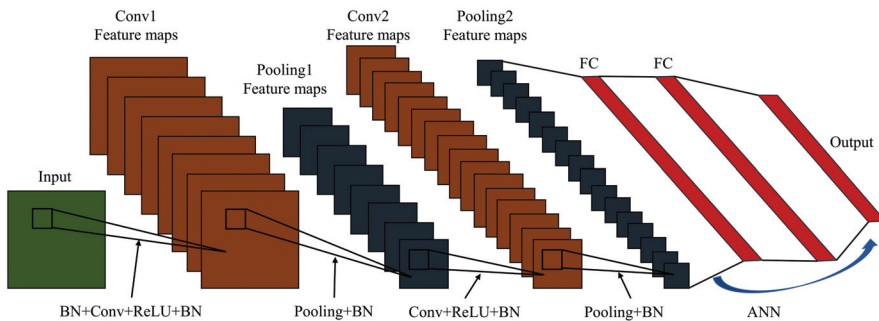 Conv1
Feature maps
Pooling1
Feature maps
Conv2
Feature maps
Pooling2
Feature maps
FC
FC
Output
Input
BN+Conv+ReLU+BN
Pooling+BN
Conv+ReLU+BN
Pooling+BN
ANN